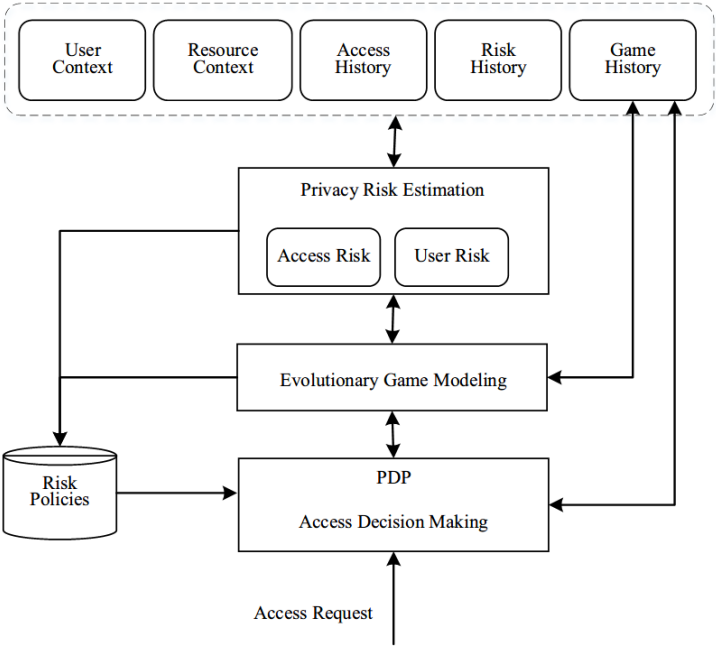 User
Context
Resource
Context
Access
History
Risk
History
Game
History
Privacy Risk Estimation
Access Risk
User Risk
Evolutionary Game Modeling
Risk
Policies
PDP
Access Decision Making
Access Request